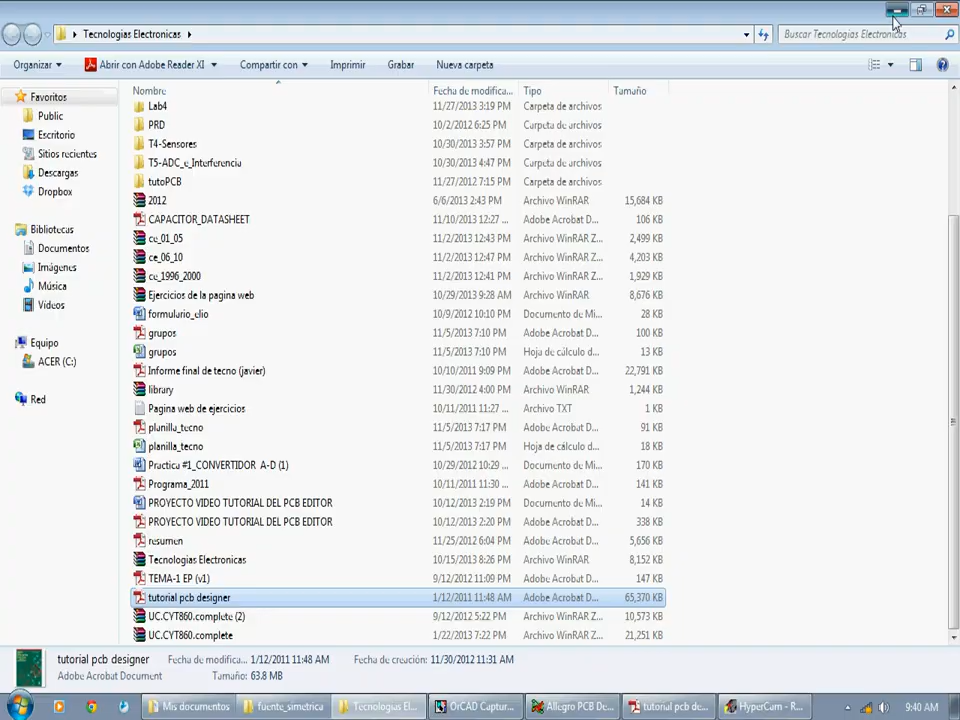 Tecnologias Electronicas
Buscar Tecnologías Electrónicas
Organizar
Abrir con Adobe Reader XI
Compartir con
Imprimir
Grabar
Nueva carpeta
Nombre
Fecha de modifica...
Tipo
Tamaño
Favoritos
Public
Escritorio
Sitios recientes
Descargas
Dropbox
Bibliotecas
Documentos
Imágenes
Música
Vídeos
Equipo
ACER (C:)
Red
Lab4 11/27/2013 3:19 PM Carpeta de archivos
PRD 10/2/2012 6:25 PM Carpeta de archivos
T4-Sensores 10/30/2013 3:57 PM Carpeta de archivos
T5-ADC_e_Interferencia 10/30/2013 4:47 PM Carpeta de archivos
tutoPCB 11/27/2012 7:15 PM Carpeta de archivos
2012 6/6/2013 2:43 PM Archivo WinRAR 15,684 KB
CAPACITOR_DATASHEET 11/10/2013 12:27 ... Adobe Acrobat D... 106 KB
ce_01_05 11/2/2013 12:43 PM Archivo WinRAR Z... 2,499 KB
ce_06_10 11/2/2013 12:47 PM Archivo WinRAR Z... 4,203 KB
ce_1996_2000 11/2/2013 12:41 PM Archivo WinRAR Z... 1,929 KB
Ejercicios de la pagina web 10/29/2013 9:28 AM Archivo WinRAR 8,676 KB
formulario_elio 10/9/2012 10:10 PM Documento de Mi... 28 KB
grupos 11/5/2013 7:10 PM Adobe Acrobat D... 100 KB
grupos 11/5/2013 7:10 PM Hoja de cálculo d... 13 KB
Informe final de tecno (javier) 10/10/2011 9:09 PM Adobe Acrobat D... 22,791 KB
library 11/30/2012 4:00 PM Archivo WinRAR 1,244 KB
Pagina web de ejercicios 10/13/2011 11:27 ... Archivo TXT 1 KB
planilla_tecno 11/5/2013 7:17 PM Adobe Acrobat D... 91 KB
planilla_tecno 11/5/2013 7:17 PM Hoja de cálculo d... 18 KB
Practica #1_CONVERTIDOR A-D (1) 10/29/2012 10:29 ... Documento de Mi... 170 KB
Programa_2011 10/11/2011 11:30 ... Adobe Acrobat D... 141 KB
PROYECTO VIDEO TUTORIAL DEL PCB EDITOR 10/12/2013 2:19 PM Documento de Mi... 14 KB
PROYECTO VIDEO TUTORIAL DEL PCB EDITOR 10/12/2013 2:20 PM Adobe Acrobat D... 338 KB
resumen 11/25/2012 6:04 PM Adobe Acrobat D... 5,656 KB
Tecnologias Electronicas 10/15/2013 8:26 PM Archivo WinRAR 8,152 KB
TEMA-1 EP (v1) 9/12/2012 11:09 PM Adobe Acrobat D... 147 KB
tutorial pcb designer 1/12/2011 11:48 AM Adobe Acrobat D... 65,370 KB
UC.CYT860.complete (2) 9/12/2012 5:22 PM Archivo WinRAR 10,573 KB
UC.CYT860.complete 1/22/2013 7:22 PM Archivo WinRAR 21,251 KB
tutorial pcb designer Fecha de modifica... 1/12/2011 11:48 AM Fecha de creación: 11/30/2012 11:31 AM
Adobe Acrobat Document Tamaño: 63.8 MB
Mis documentos
fuente_simetrica
Tecnologías El...
OrCAD Captur...
Allegro PCB De...
tutorial pcb de...
HyperCam - R...
9:40 AM